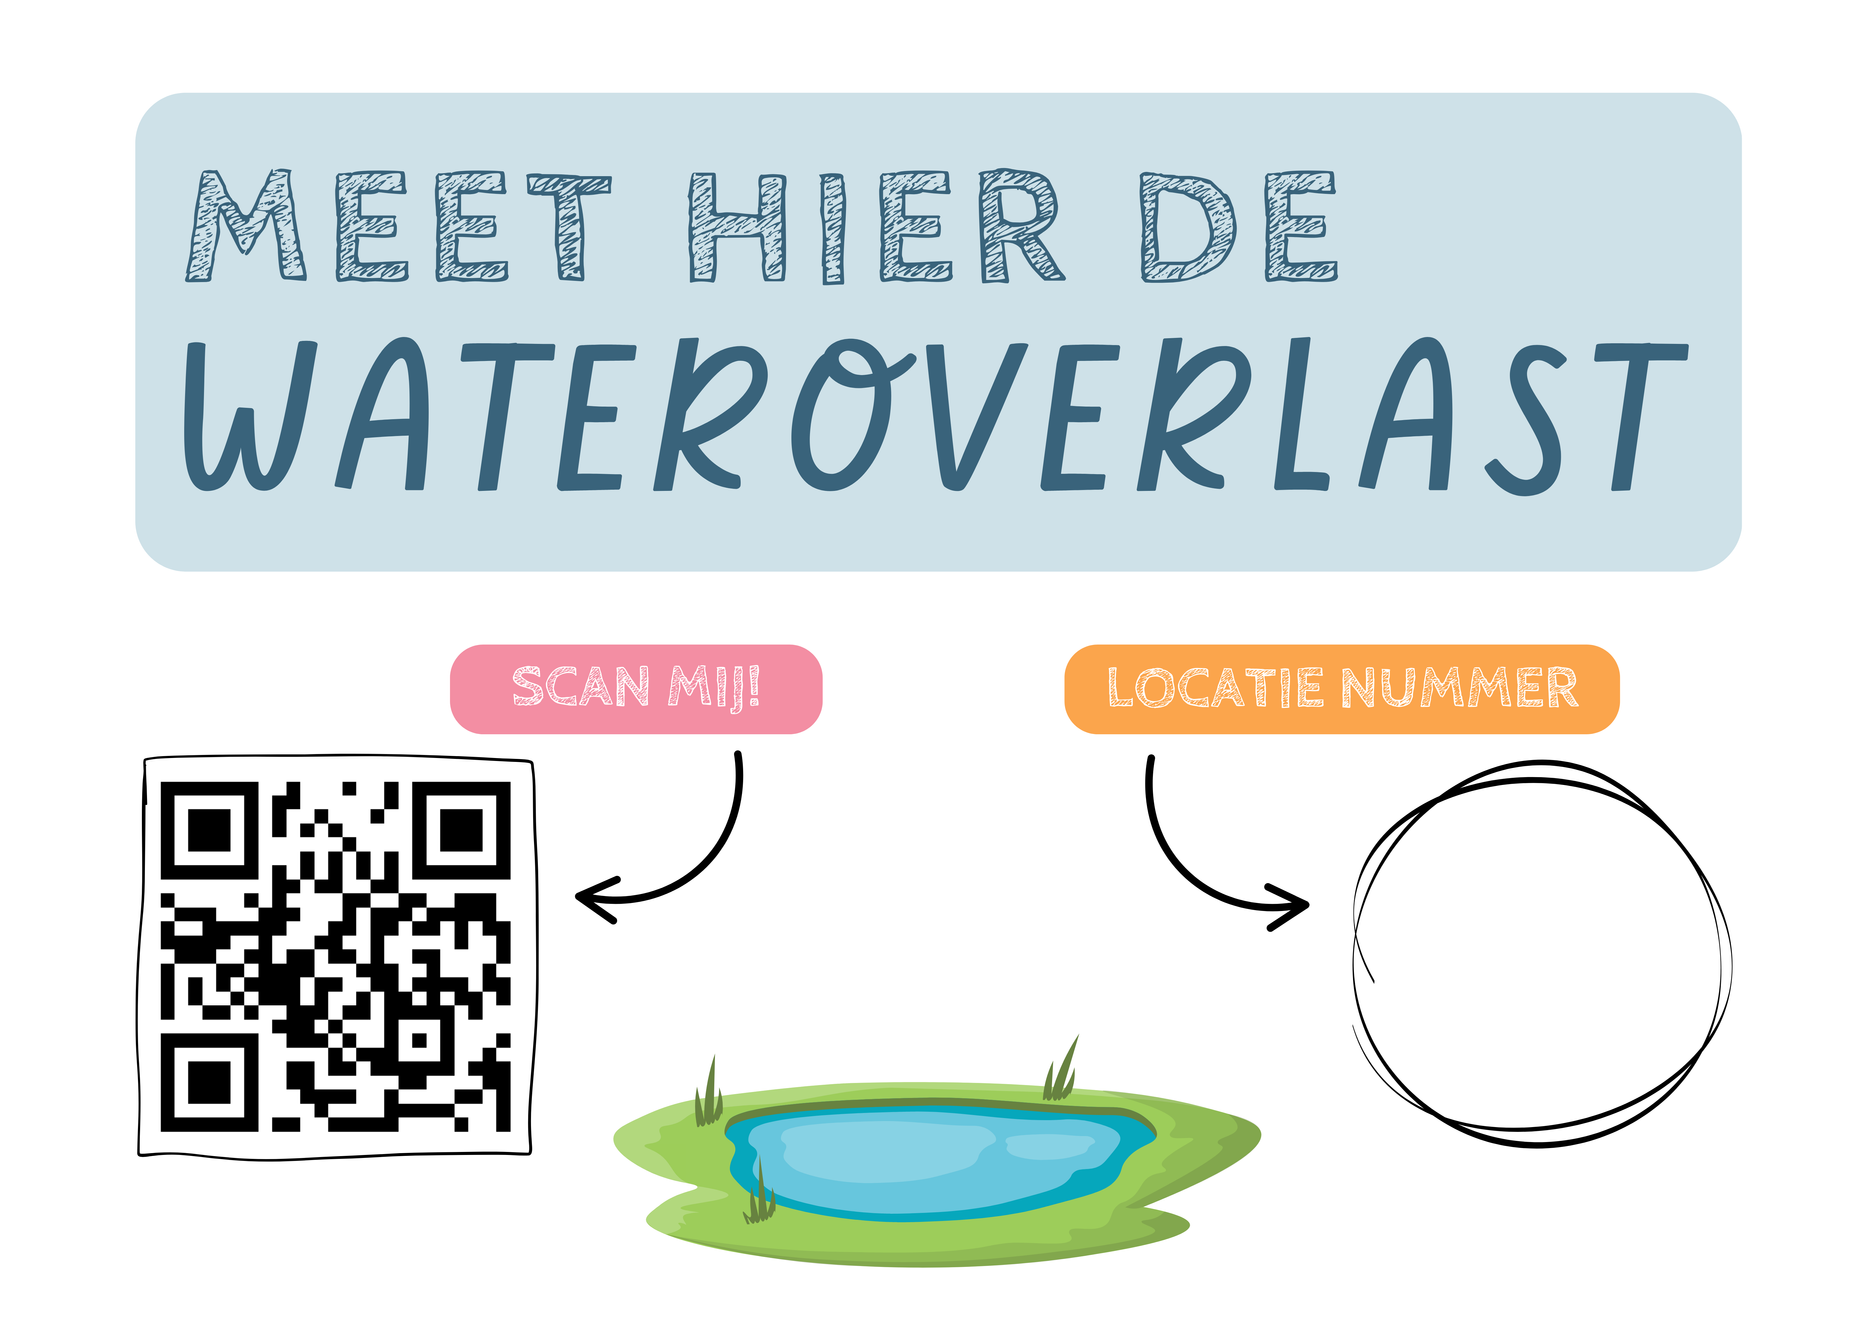 MEET HIER DE
WATEROVERLAST
SCAN MIJ!
LOCATIE NUMMER